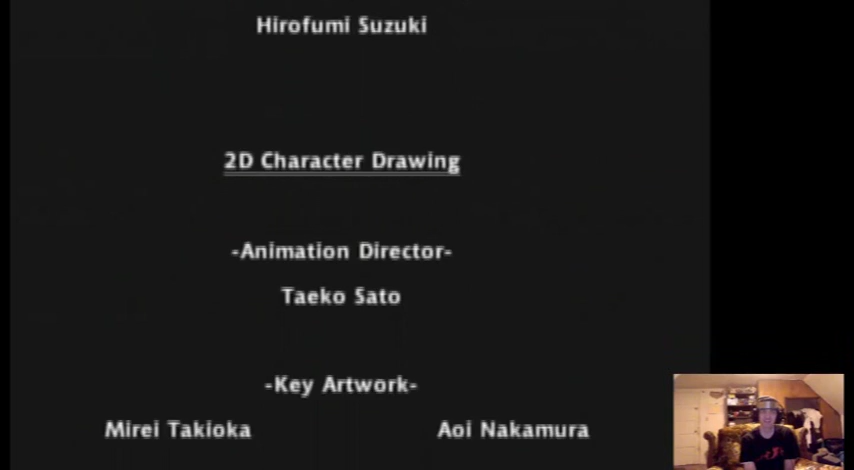 Hirofumi Suzuki
2D Character Drawing
-Animation Director-
Taeko Sato
-Key Artwork-
Mirei Takioka Aoi Nakamura